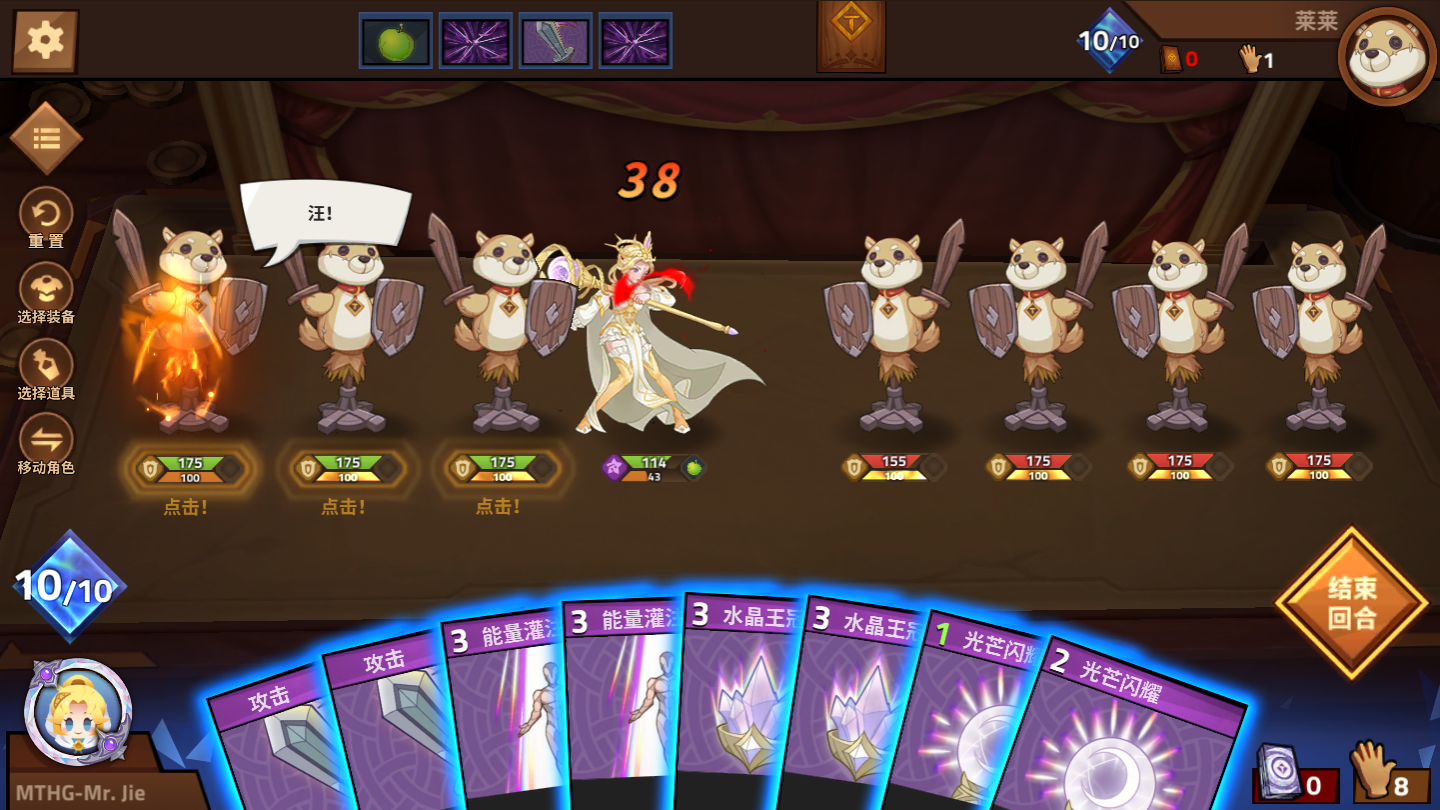 10/10
莱莱
0
1
38
汪!
重置
选择装备
选择道具
移动角色
175
100
175
100
175
100
114
43
155
100
175
100
175
100
175
100
点击!
点击!
点击!
10/10
结束
回合
攻击
攻击
3 能量灌注
3 能量灌注
3 水晶王冠
3 水晶王冠
1 光芒闪耀
2 光芒闪耀
MTHG-Mr. Jie
0
8